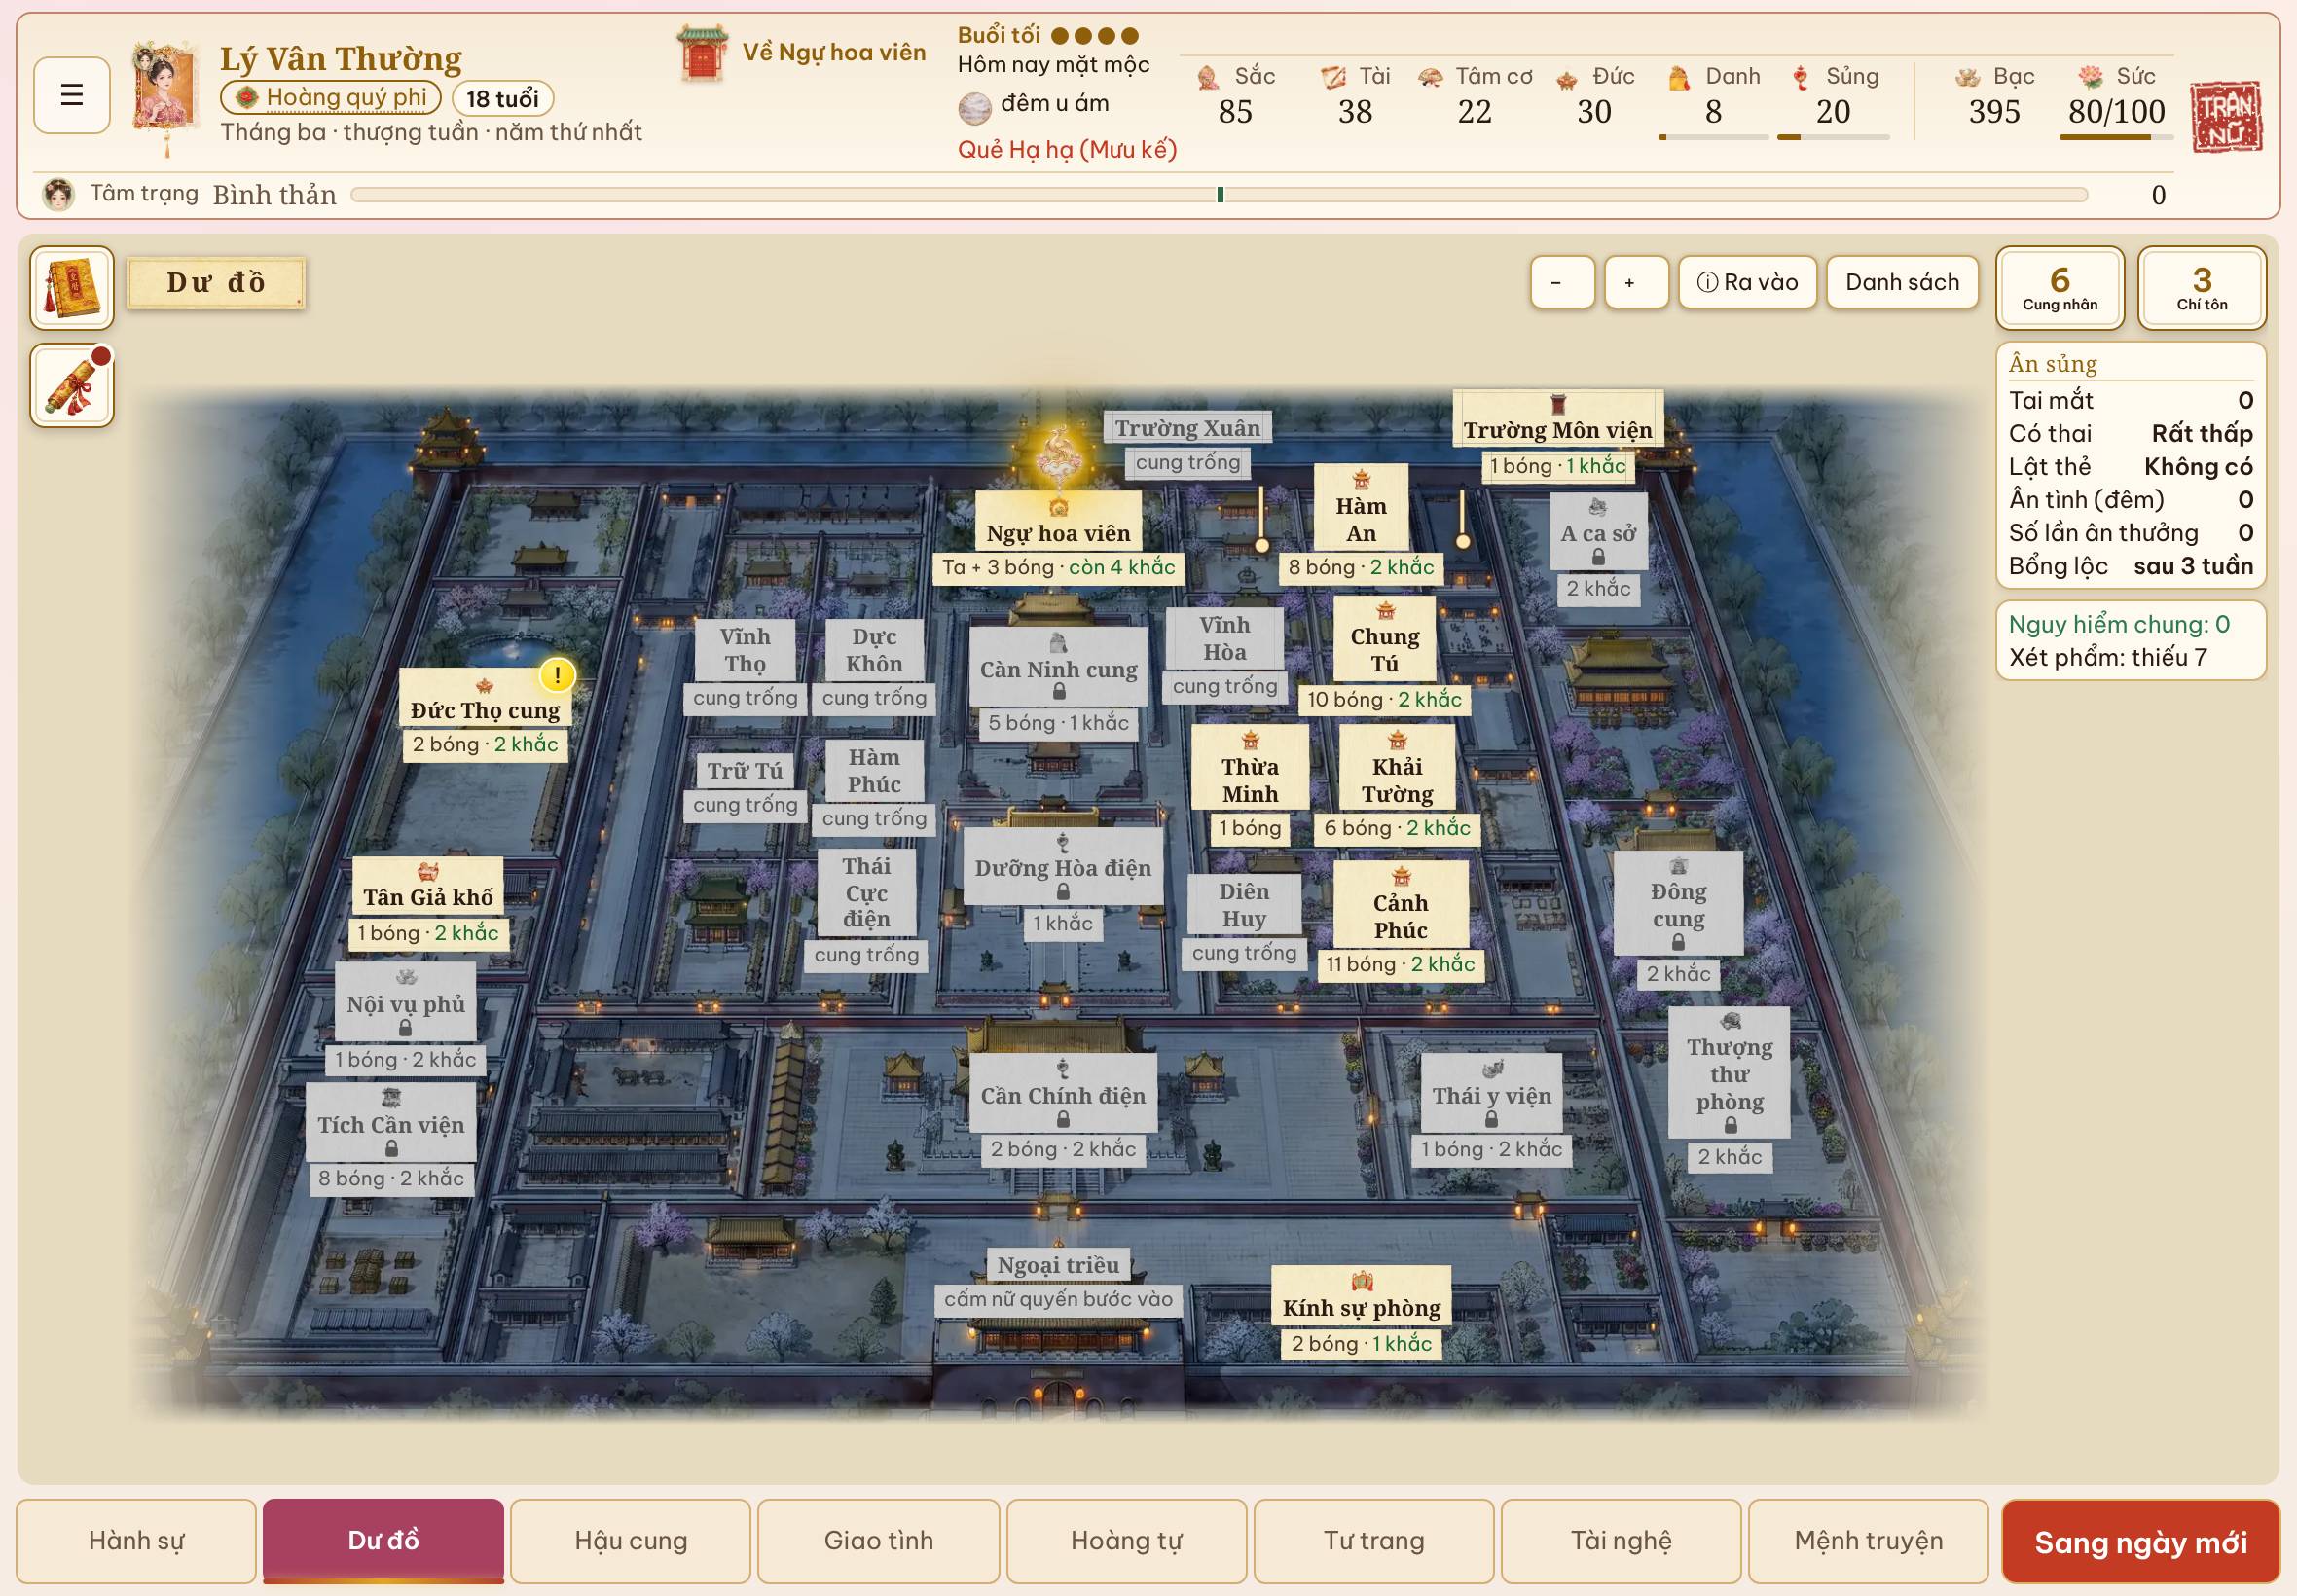 ☰
Lý Vân Thường
Hoàng quý phi
18 tuổi
Tháng ba · thượng tuần · năm thứ nhất
Về Ngự hoa viên
Buổi tối
Hôm nay mặt mộc
đêm u ám
Quẻ Hạ hạ (Mưu kế)
Sắc
85
Tài
38
Tâm cơ
22
Đức
30
Danh
8
Sủng
20
Bạc
395
Sức
80/100
TRÂN NỮ
Tâm trạng Bình thản
0
Dư đồ
−
+
ⓘ Ra vào
Danh sách
6
Cung nhân
3
Chí tôn
Ân sủng
Tai mắt 0
Có thai Rất thấp
Lật thẻ Không có
Ân tình (đêm) 0
Số lần ân thưởng 0
Bổng lộc sau 3 tuần
Nguy hiểm chung: 0
Xét phẩm: thiếu 7
Trường Xuân
cung trống
Trường Môn viện
1 bóng · 1 khắc
Ngự hoa viên
Ta + 3 bóng · còn 4 khắc
Hàm
An
8 bóng · 2 khắc
A ca sở
2 khắc
Vĩnh
Thọ
cung trống
Dực
Khôn
cung trống
Càn Ninh cung
5 bóng · 1 khắc
Vĩnh
Hòa
cung trống
Chung
Tú
10 bóng · 2 khắc
!
Đức Thọ cung
2 bóng · 2 khắc
Trữ Tú
cung trống
Hàm
Phúc
cung trống
Thừa
Minh
1 bóng
Khải
Tường
6 bóng · 2 khắc
Tân Giả khố
1 bóng · 2 khắc
Thái
Cực
điện
cung trống
Dưỡng Hòa điện
1 khắc
Diên
Huy
cung trống
Cảnh
Phúc
11 bóng · 2 khắc
Đông
cung
2 khắc
Nội vụ phủ
1 bóng · 2 khắc
Tích Cần viện
8 bóng · 2 khắc
Cần Chính điện
2 bóng · 2 khắc
Thái y viện
1 bóng · 2 khắc
Thượng
thư
phòng
2 khắc
Ngoại triều
cấm nữ quyến bước vào
Kính sự phòng
2 bóng · 1 khắc
Hành sự
Dư đồ
Hậu cung
Giao tình
Hoàng tự
Tư trang
Tài nghệ
Mệnh truyện
Sang ngày mới